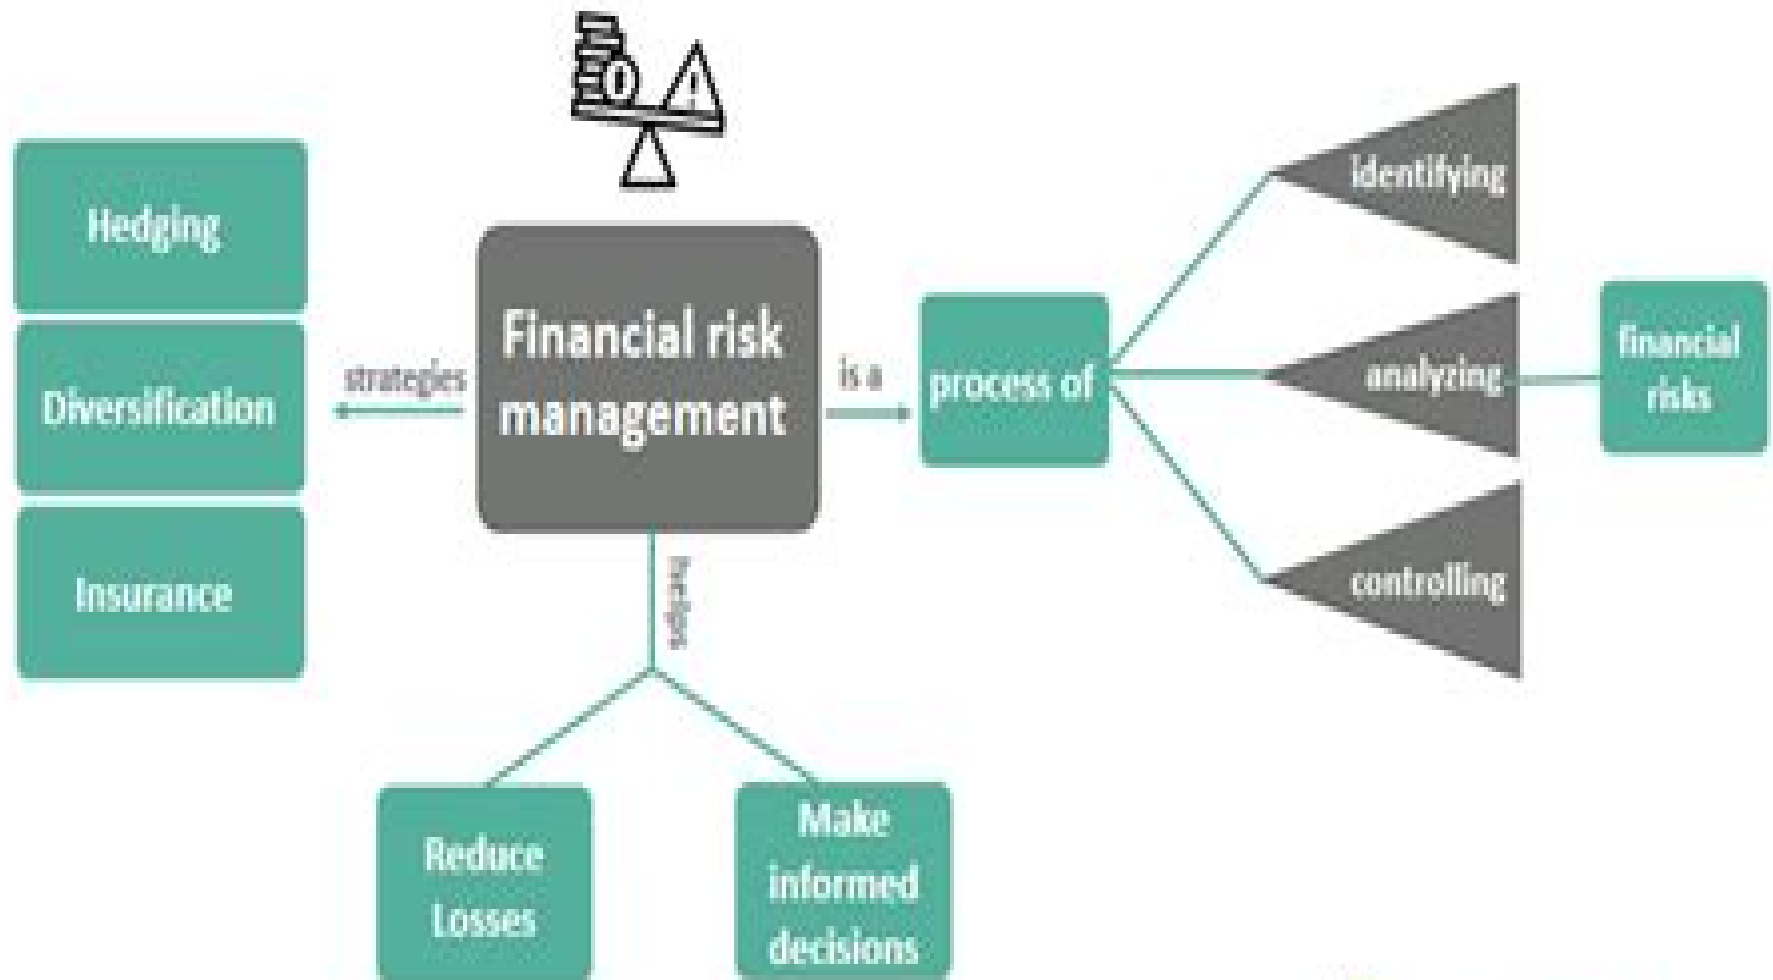 Hedging
Diversification
Insurance
strategies
Financial risk
management
is a
process of
identifying
analyzing
controlling
financial
risks
Reduce
Losses
Make
informed
decisions